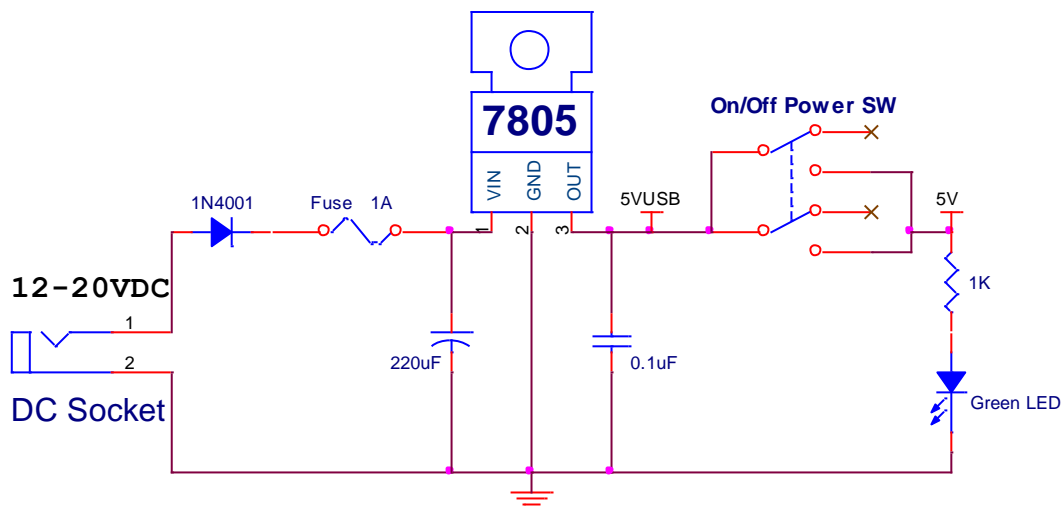 7805
VIN GND OUT
1 2 3
1N4001
Fuse 1A
5VUSB
On/Off Power SW
5V
12-20VDC
1
2
DC Socket
220uF
0.1uF
1K
Green LED